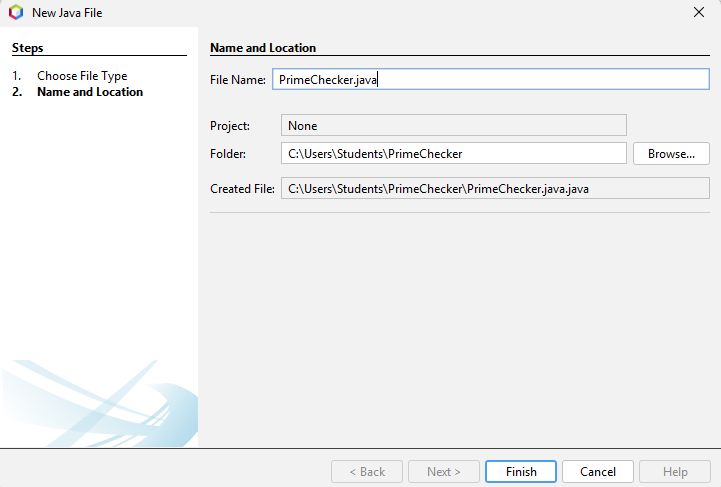 New Java File
Steps
1. Choose File Type
2. Name and Location
Name and Location
File Name: PrimeChecker.java
Project: None
Folder: C:\Users\Students\PrimeChecker Browse...
Created File: C:\Users\Students\PrimeChecker\PrimeChecker.java.java
< Back Next > Finish Cancel Help